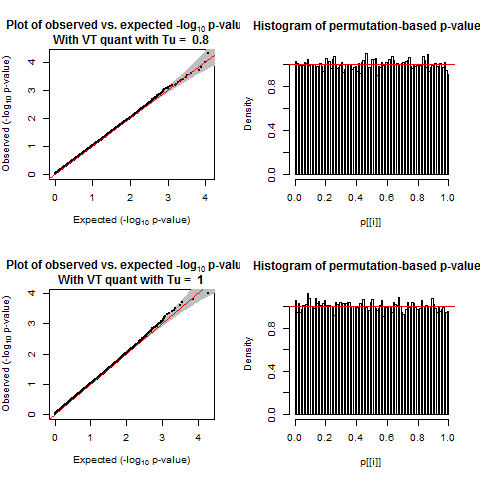 Plot of observed vs. expected -log10 p-valu
With VT quant with Tu = 0.8
Observed (-log10 p-value)
0 1 2 3 4
0 1 2 3 4
Expected (-log10 p-value)
Histogram of permutation-based p-value
Density
0.0 0.4 0.8
0.0 0.2 0.4 0.6 0.8 1.0
p[[i]]
Plot of observed vs. expected -log10 p-valu
With VT quant with Tu = 1
Observed (-log10 p-value)
0 1 2 3 4
0 1 2 3 4
Expected (-log10 p-value)
Histogram of permutation-based p-value
Density
0.0 0.4 0.8
0.0 0.2 0.4 0.6 0.8 1.0
p[[i]]